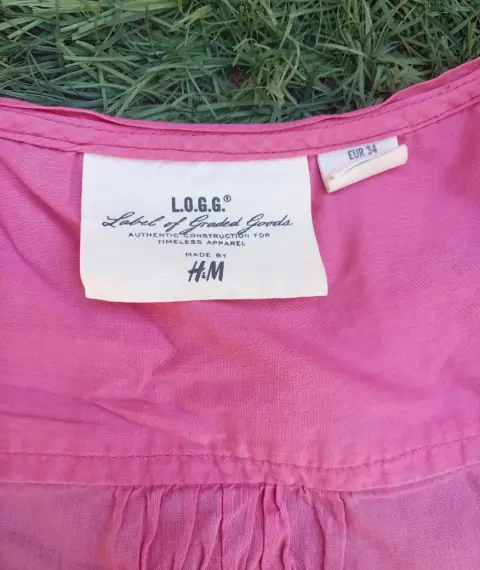 L.O.G.G.®
Label of Graded Goods
AUTHENTIC CONSTRUCTION FOR
TIMELESS APPAREL
MADE BY
H&M
EUR 34